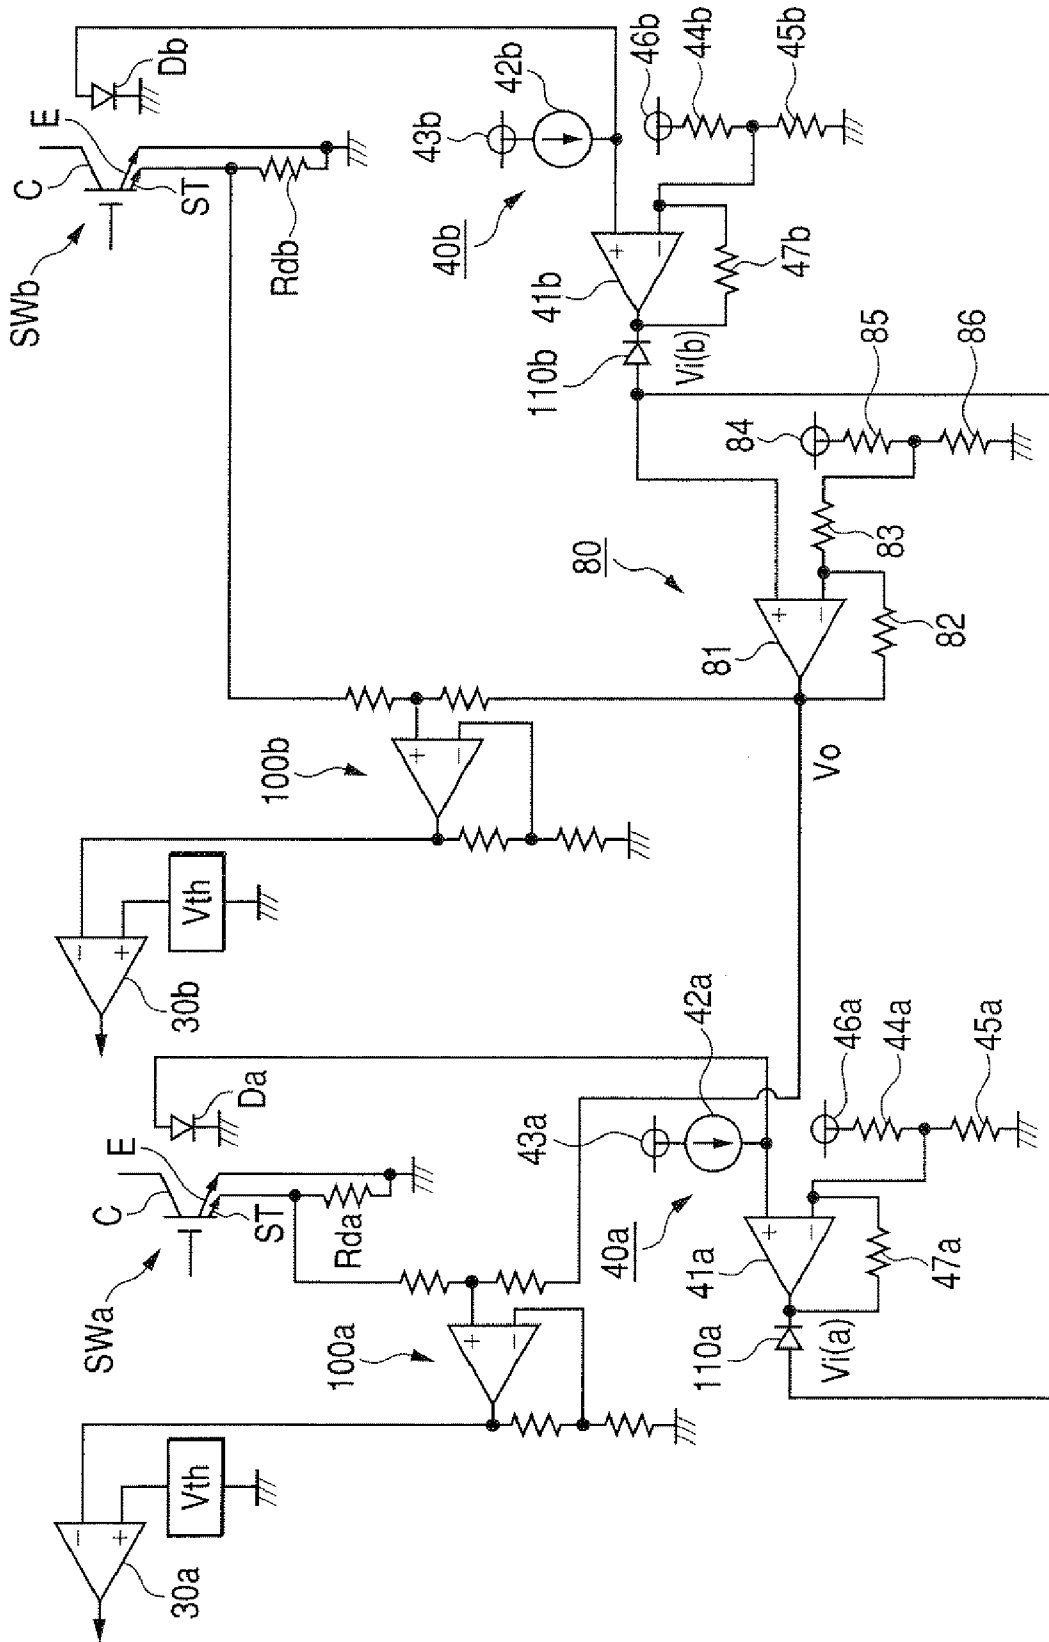 SWb
C
E
ST
Db
Rdb
43b
42b
46b
44b
45b
40b
+
−
41b
47b
110b
Vi(b)
84
85
86
83
80
+
−
81
82
Vo
100b
+
−
Vth
−
+
30b
SWa
C
E
ST
Da
Rda
43a
42a
46a
44a
45a
40a
+
−
41a
47a
110a
Vi(a)
100a
+
−
Vth
−
+
30a